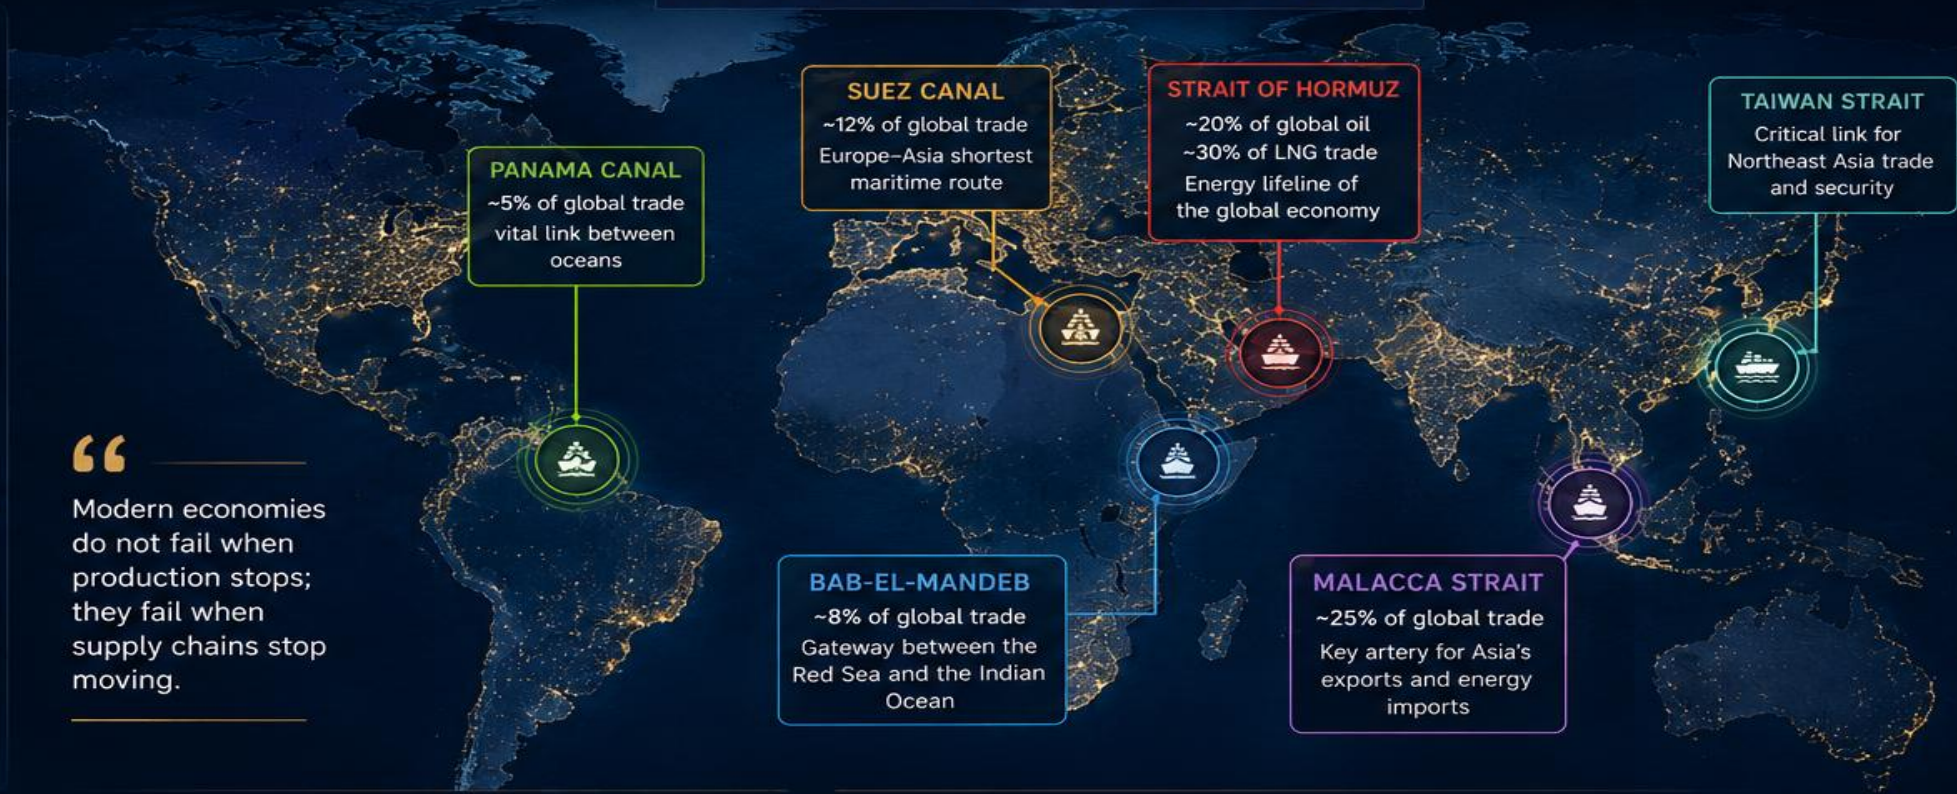 SUEZ CANAL
~12% of global trade
Europe–Asia shortest
maritime route
STRAIT OF HORMUZ
~20% of global oil
~30% of LNG trade
Energy lifeline of
the global economy
TAIWAN STRAIT
Critical link for
Northeast Asia trade
and security
PANAMA CANAL
~5% of global trade
vital link between
oceans
“
Modern economies
do not fail when
production stops;
they fail when
supply chains stop
moving.
BAB-EL-MANDEB
~8% of global trade
Gateway between the
Red Sea and the Indian
Ocean
MALACCA STRAIT
~25% of global trade
Key artery for Asia's
exports and energy
imports